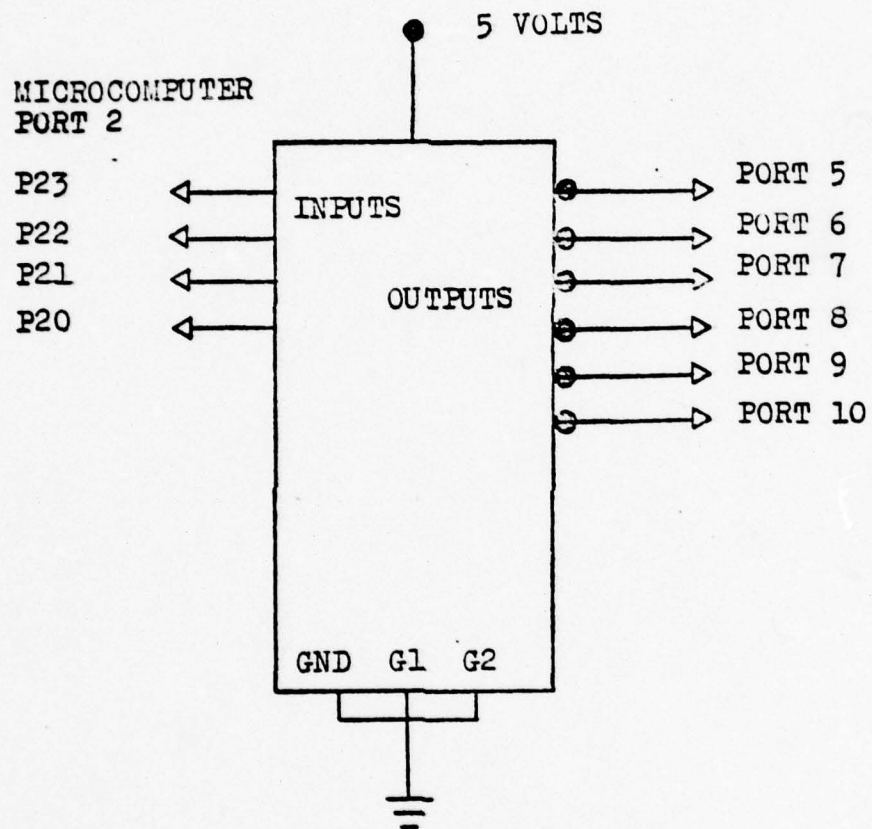 5 VOLTS
MICROCOMPUTER
PORT 2
P23
P22
P21
P20
INPUTS
OUTPUTS
PORT 5
PORT 6
PORT 7
PORT 8
PORT 9
PORT 10
GND G1 G2